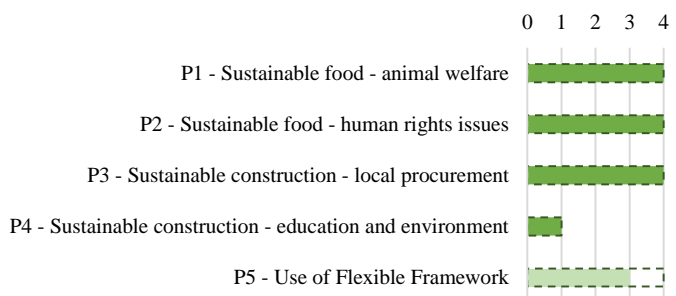 0 1 2 3 4
P1 - Sustainable food - animal welfare
P2 - Sustainable food - human rights issues
P3 - Sustainable construction - local procurement
P4 - Sustainable construction - education and environment
P5 - Use of Flexible Framework